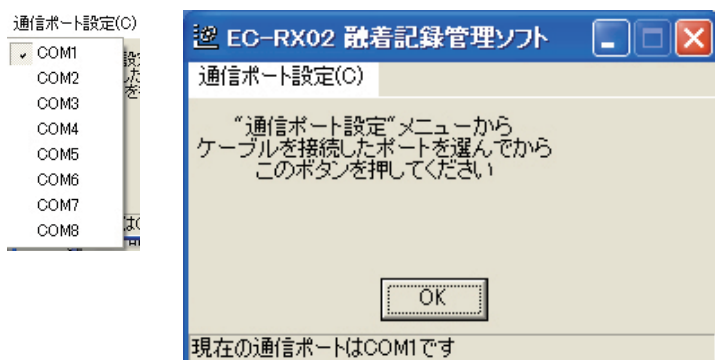 通信ポート設定(C)
COM1
COM2
COM3
COM4
COM5
COM6
COM7
COM8
EC-RX02 融着記録管理ソフト
通信ポート設定(C)
“通信ポート設定“メニューから
ケーブルを接続したポートを選んでから
このボタンを押してください
OK
現在の通信ポートはCOM1です